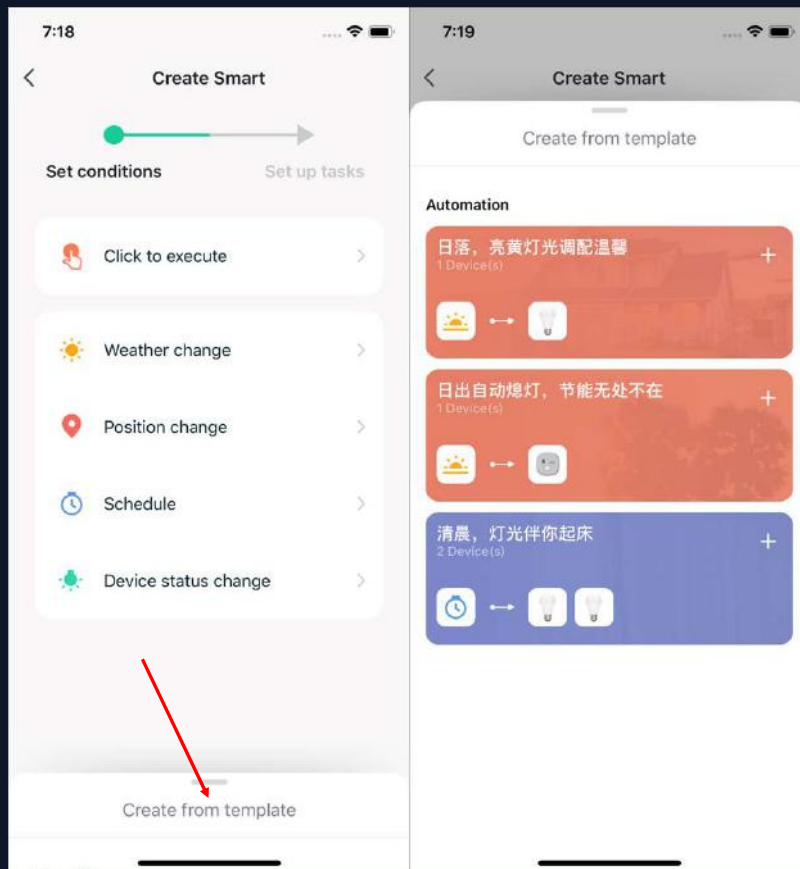 7:18
Create Smart
Set conditions
Set up tasks
Click to execute
Weather change
Position change
Schedule
Device status change
Create from template
7:19
Create Smart
Create from template
Automation
日落，亮黄灯光调配温馨
1 Device(s)
日出自动熄灯，节能无处不在
1 Device(s)
清晨，灯光伴你起床
2 Device(s)